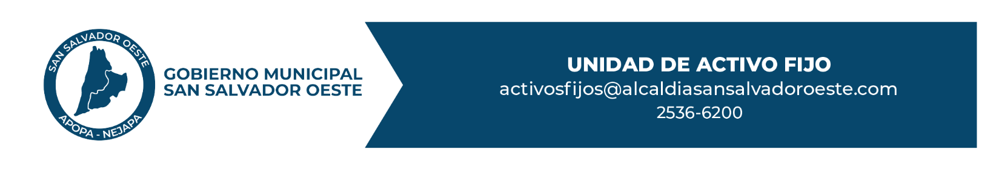 SAN SALVADOR OESTE
APOPA - NEJAPA
GOBIERNO MUNICIPAL
SAN SALVADOR OESTE
UNIDAD DE ACTIVO FIJO
activosfijos@alcaldiasansalvadoroeste.com
2536-6200